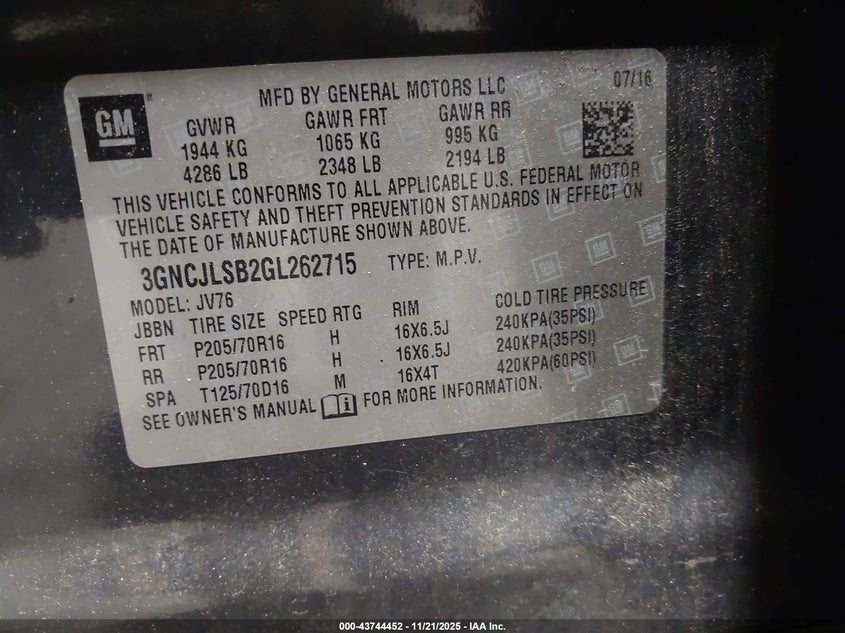 GM
MFD BY GENERAL MOTORS LLC 07/16
GVWR GAWR FRT GAWR RR
1944 KG 1065 KG 995 KG
4286 LB 2348 LB 2194 LB
THIS VEHICLE CONFORMS TO ALL APPLICABLE U.S. FEDERAL MOTOR
VEHICLE SAFETY AND THEFT PREVENTION STANDARDS IN EFFECT ON
THE DATE OF MANUFACTURE SHOWN ABOVE.
3GNCJLSB2GL262715 TYPE: M.P.V.
MODEL: JV76
JBBN TIRE SIZE SPEED RTG RIM COLD TIRE PRESSURE
FRT P205/70R16 H 16X6.5J 240KPA(35PSI)
RR P205/70R16 H 16X6.5J 240KPA(35PSI)
SPA T125/70D16 M 16X4T 420KPA(60PSI)
SEE OWNER'S MANUAL FOR MORE INFORMATION.
000-43744452 - 11/21/2025 - IAA Inc.